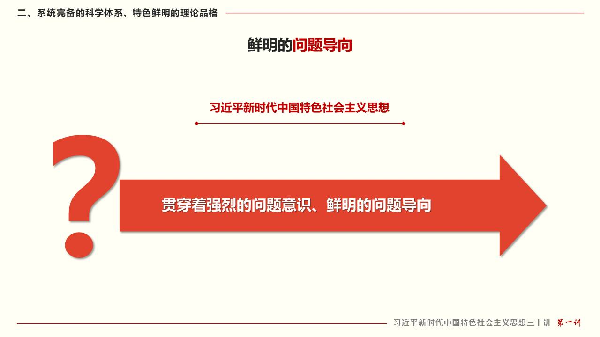 二、系统完备的科学体系、特色鲜明的理论品格
鲜明的问题导向
习近平新时代中国特色社会主义思想
?
贯穿着强烈的问题意识、鲜明的问题导向
习近平新时代中国特色社会主义思想三十讲 第一讲